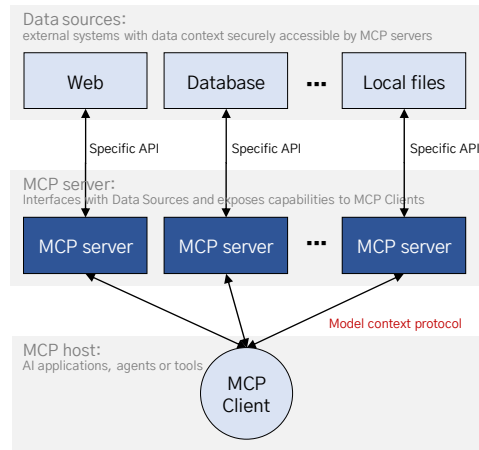 Data sources:
external systems with data context securely accessible by MCP servers
Web
Database
...
Local files
Specific API
Specific API
Specific API
MCP server:
Interfaces with Data Sources and exposes capabilities to MCP Clients
MCP server
MCP server
...
MCP server
Model context protocol
MCP host:
AI applications, agents or tools
MCP
Client